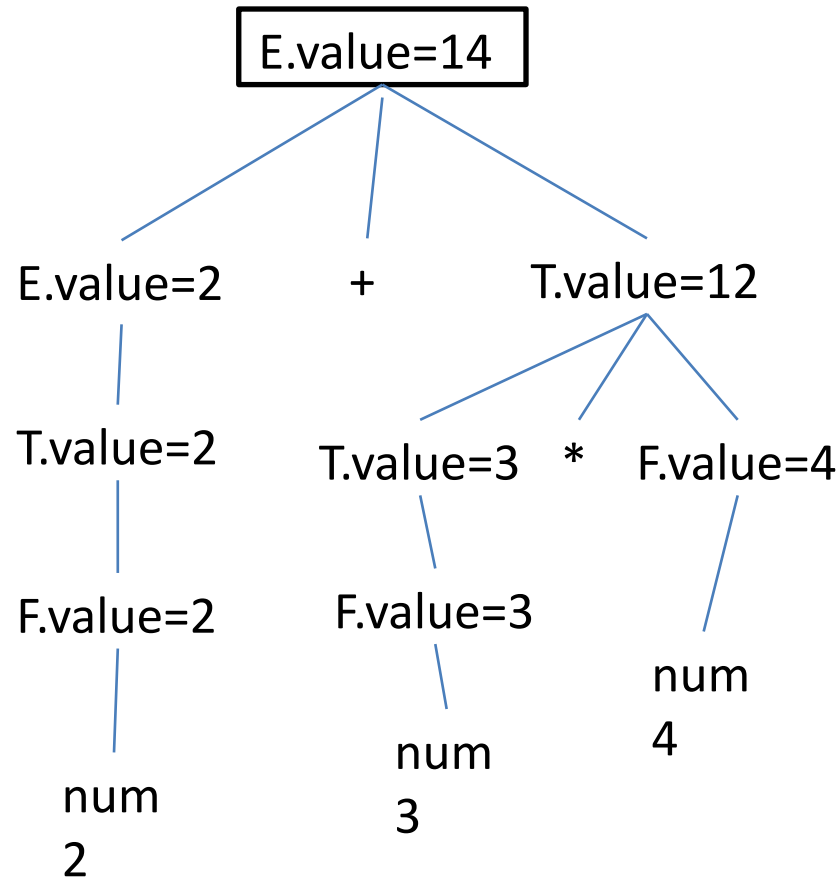 E.value=14
E.value=2 + T.value=12
T.value=2 T.value=3 * F.value=4
F.value=2 F.value=3
num
4
num
3
num
2